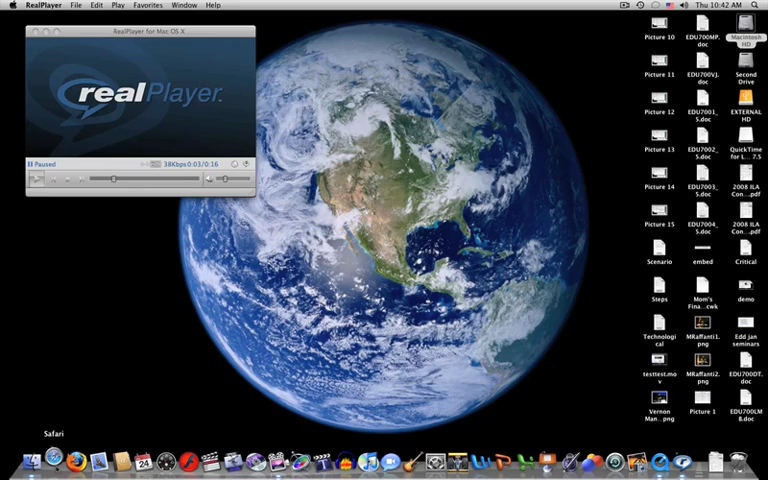 RealPlayer File Edit Play Favorites Window Help
Thu 10:42 AM
RealPlayer for Mac OS X
realPlayer.
Paused
38Kbps 0:03/0:16
Picture 10
EDU700MP.
doc
Macintosh
HD
Picture 11
EDU700VJ.
doc
Second
Drive
Picture 12
EDU7001_
5.doc
EXTERNAL
HD
Picture 13
EDU7002_
5.doc
QuickTime
for L... 7.5
Picture 14
EDU7003_
5.doc
2008 ILA
Con...pdf
Picture 15
EDU7004_
5.doc
2008 ILA
Con...pdf
Scenario
embed
Critical
Steps
Mom's
Fina...cwk
demo
Technologi
cal
MRaffanti1.
png
Edd jan
seminars
testtest.mo
v
MRaffanti2.
png
EDU700DT.
doc
Vernon
Man...png
Picture 1
EDU700LM
8.doc
Safari
24